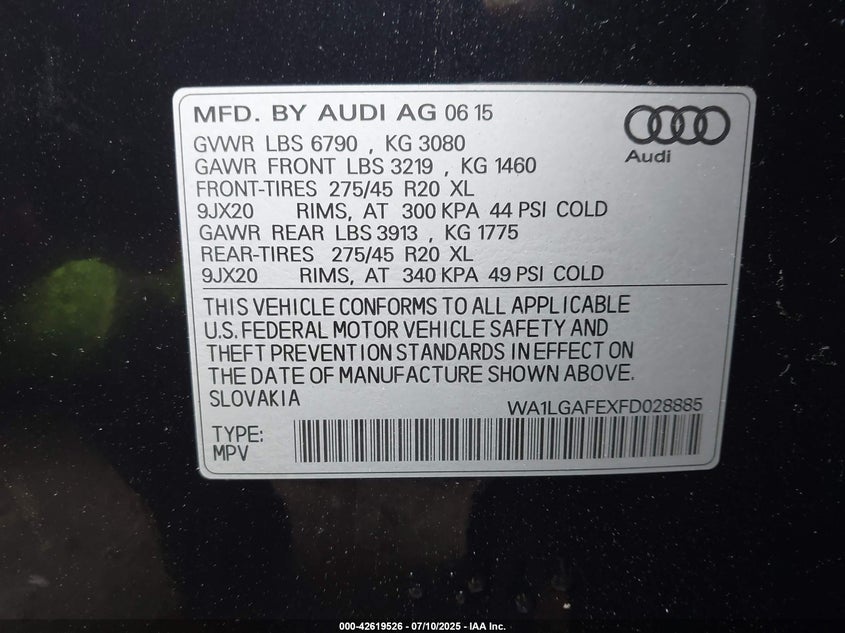 MFD. BY AUDI AG 06 15
GVWR LBS 6790 , KG 3080
GAWR FRONT LBS 3219 , KG 1460
FRONT-TIRES 275/45 R20 XL
9JX20 RIMS, AT 300 KPA 44 PSI COLD
GAWR REAR LBS 3913 , KG 1775
REAR-TIRES 275/45 R20 XL
9JX20 RIMS, AT 340 KPA 49 PSI COLD
Audi
THIS VEHICLE CONFORMS TO ALL APPLICABLE
U.S. FEDERAL MOTOR VEHICLE SAFETY AND
THEFT PREVENTION STANDARDS IN EFFECT ON
THE DATE OF MANUFACTURE SHOWN ABOVE.
SLOVAKIA
WA1LGAFEXFD028885
TYPE:
MPV
000-42619526 - 07/10/2025 - IAA Inc.